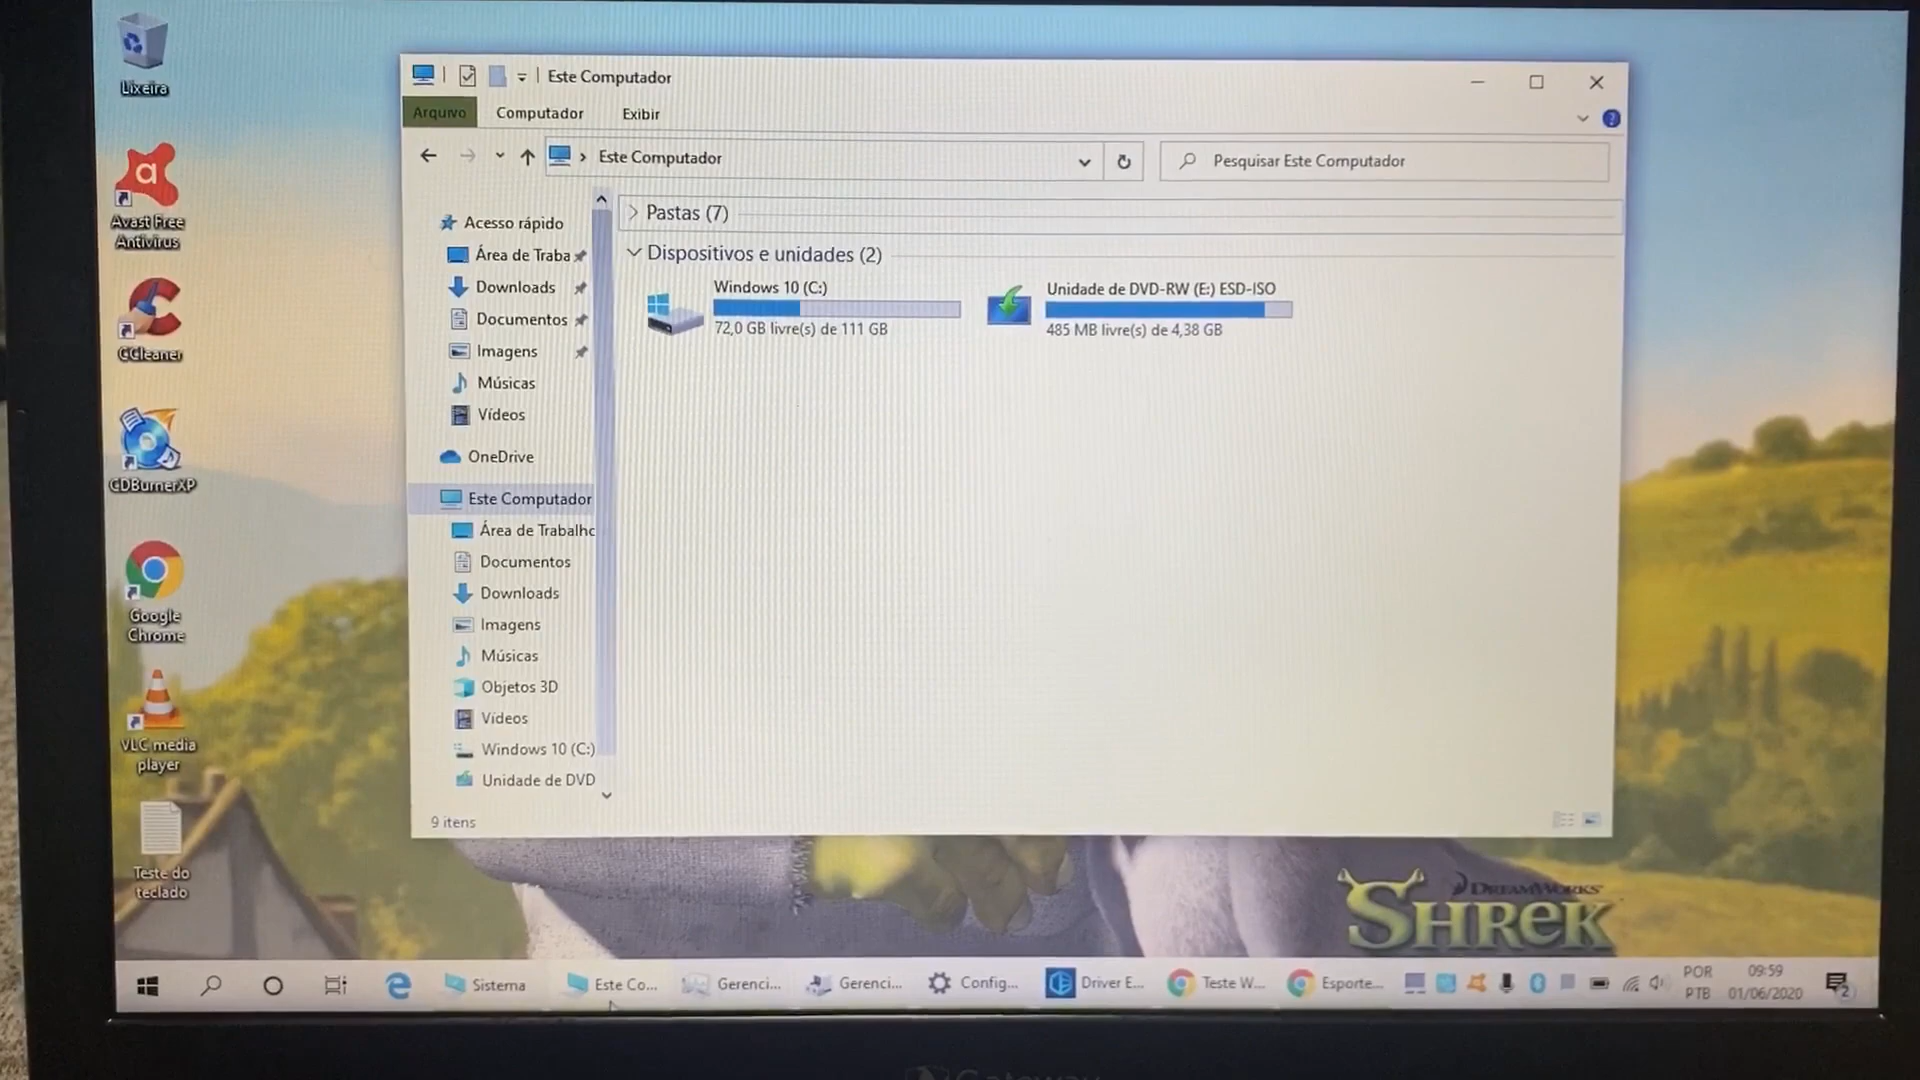 Lixeira
Avast Free
Antivirus
CCleaner
CDBurnerXP
Google
Chrome
VLC media
player
Teste do
teclado
Este Computador
Arquivo
Computador
Exibir
Este Computador
Pesquisar Este Computador
Acesso rápido
Área de Traba
Downloads
Documentos
Imagens
Músicas
Vídeos
OneDrive
Este Computador
Área de Trabalho
Documentos
Downloads
Imagens
Músicas
Objetos 3D
Vídeos
Windows 10 (C:)
Unidade de DVD
9 itens
Pastas (7)
Dispositivos e unidades (2)
Windows 10 (C:)
72,0 GB livre(s) de 111 GB
Unidade de DVD-RW (E:) ESD-ISO
485 MB livre(s) de 4,38 GB
DREAMWORKS
SHREK
Sistema
Este Co...
Gerenci...
Gerenci...
Config...
Driver E...
Teste W...
Esporte...
POR
PTB
09:59
01/06/2020
2
Gateway